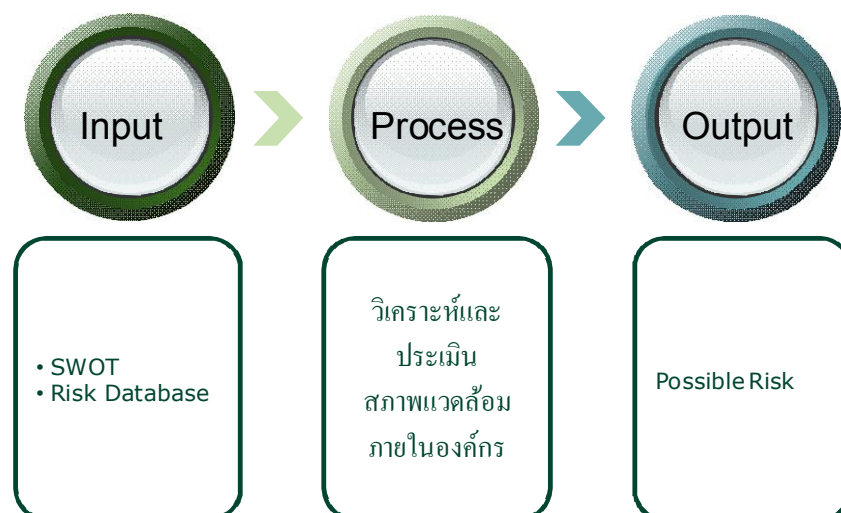 Input
Process
Output
• SWOT
• Risk Database
วิเคราะห์และ
ประเมิน
สภาพแวดล้อม
ภายในองค์กร
Possible Risk